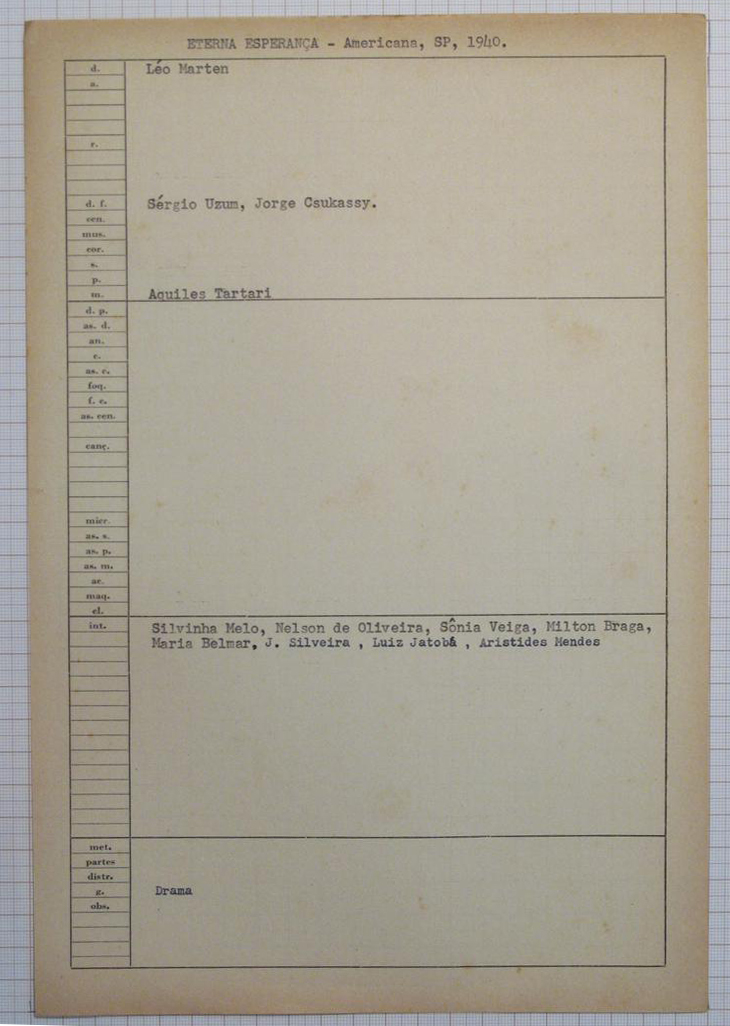 ETERNA ESPERANÇA - Americana, SP, 1940.
d. Léo Marten
a.
r.
d. f. Sérgio Uzum, Jorge Csukassy.
cen.
mus.
cor.
s.
p.
m. Aquiles Tartari
d. p.
as. d.
an.
c.
as. c.
foq.
f. c.
as. cen.
canç.
micr.
as. s.
as. p.
as. m.
ac.
maq.
el.
int. Silvinha Melo, Nelson de Oliveira, Sônia Veiga, Milton Braga,
Maria Belmar, J. Silveira , Luiz Jatobá , Aristides Mendes
met.
partes
distr.
g. Drama
obs.